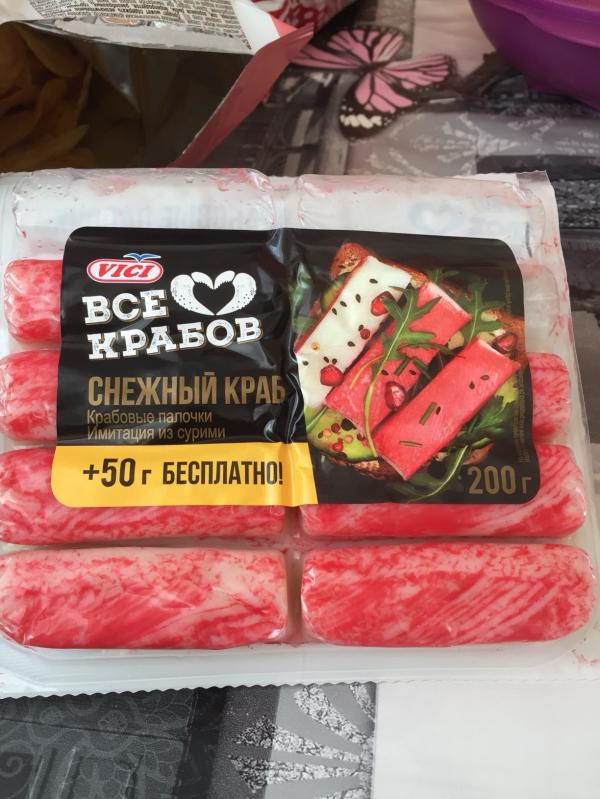 VICI
ВСЕ
КРАБОВ
СНЕЖНЫЙ КРАБ
Крабовые палочки
Имитация из сурими
+50 г БЕСПЛАТНО!
200 г